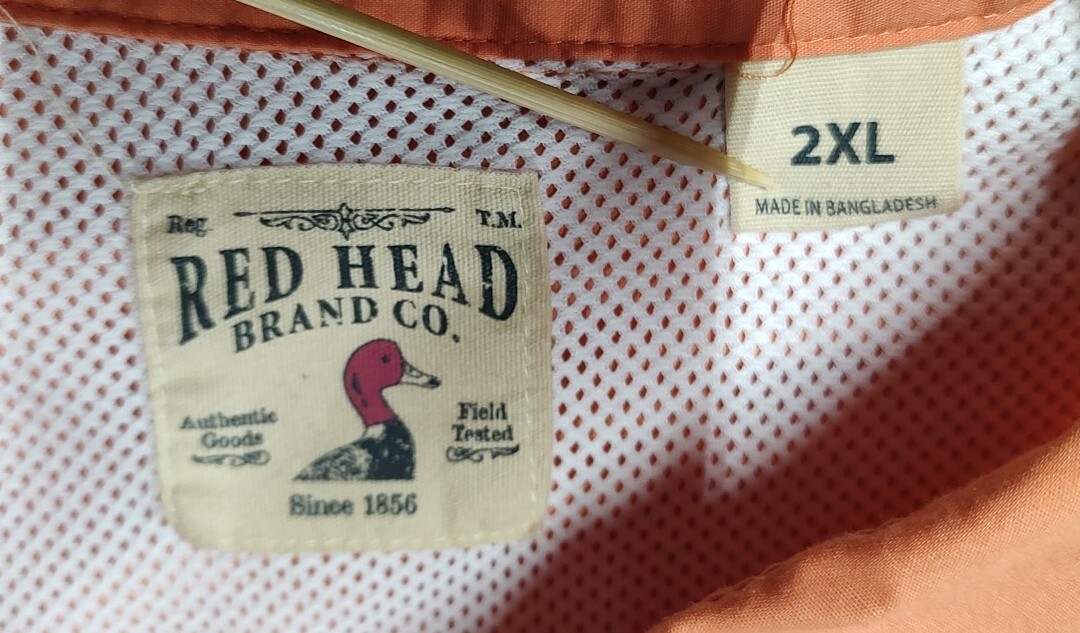 Reg. T.M.
RED HEAD
BRAND CO.
Authentic
Goods
Field
Tested
Since 1856
2XL
MADE IN BANGLADESH